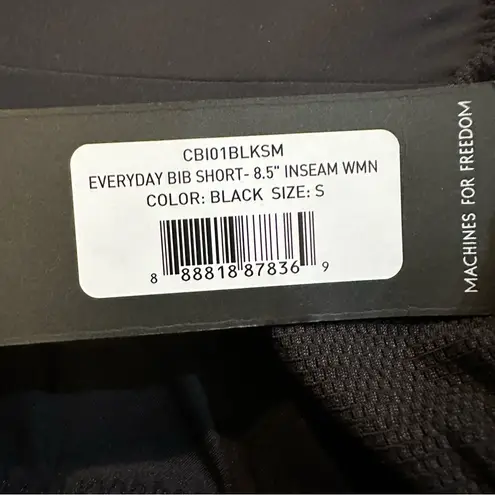 CBI01BLKSM
EVERYDAY BIB SHORT- 8.5" INSEAM WMN
COLOR: BLACK SIZE: S
8 88818 87836 9
MACHINES FOR FREEDOM